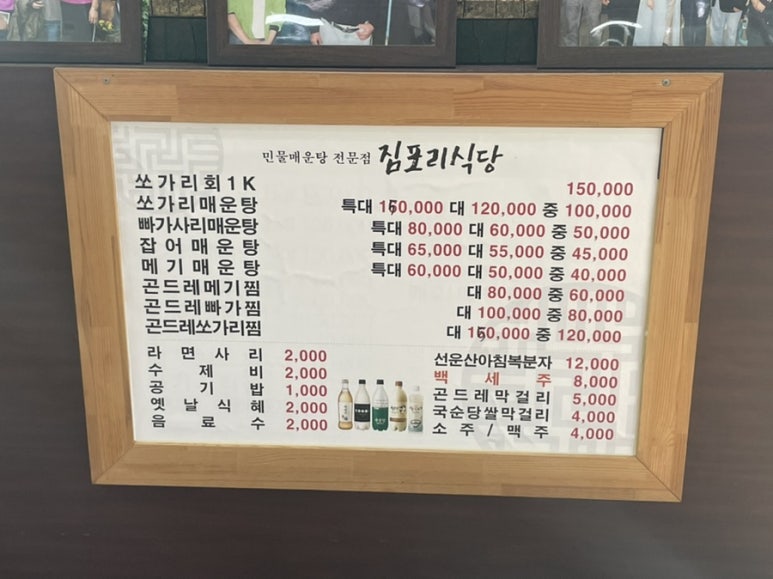 민물매운탕 전문점 짐포리식당
쏘가리회1K 150,000
쏘가리매운탕 특대 160,000 대 120,000 중 100,000
빠가사리매운탕 특대 80,000 대 60,000 중 50,000
잡어매운탕 특대 65,000 대 55,000 중 45,000
메기매운탕 특대 60,000 대 50,000 중 40,000
곤드레메기찜 대 80,000 중 60,000
곤드레빠가찜 대 100,000 중 80,000
곤드레쏘가리찜 대 160,000 중 120,000
라면사리 2,000
수제비 2,000
공기밥 1,000
옛날식혜 2,000
음료수 2,000
선운산아침복분자 12,000
백세주 8,000
곤드레막걸리 5,000
국순당쌀막걸리 4,000
소주/맥주 4,000